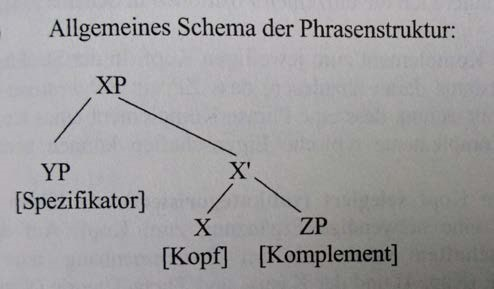 Allgemeines Schema der Phrasenstruktur:
XP
YP
X'
[Spezifikator]
X
ZP
[Kopf]
[Komplement]